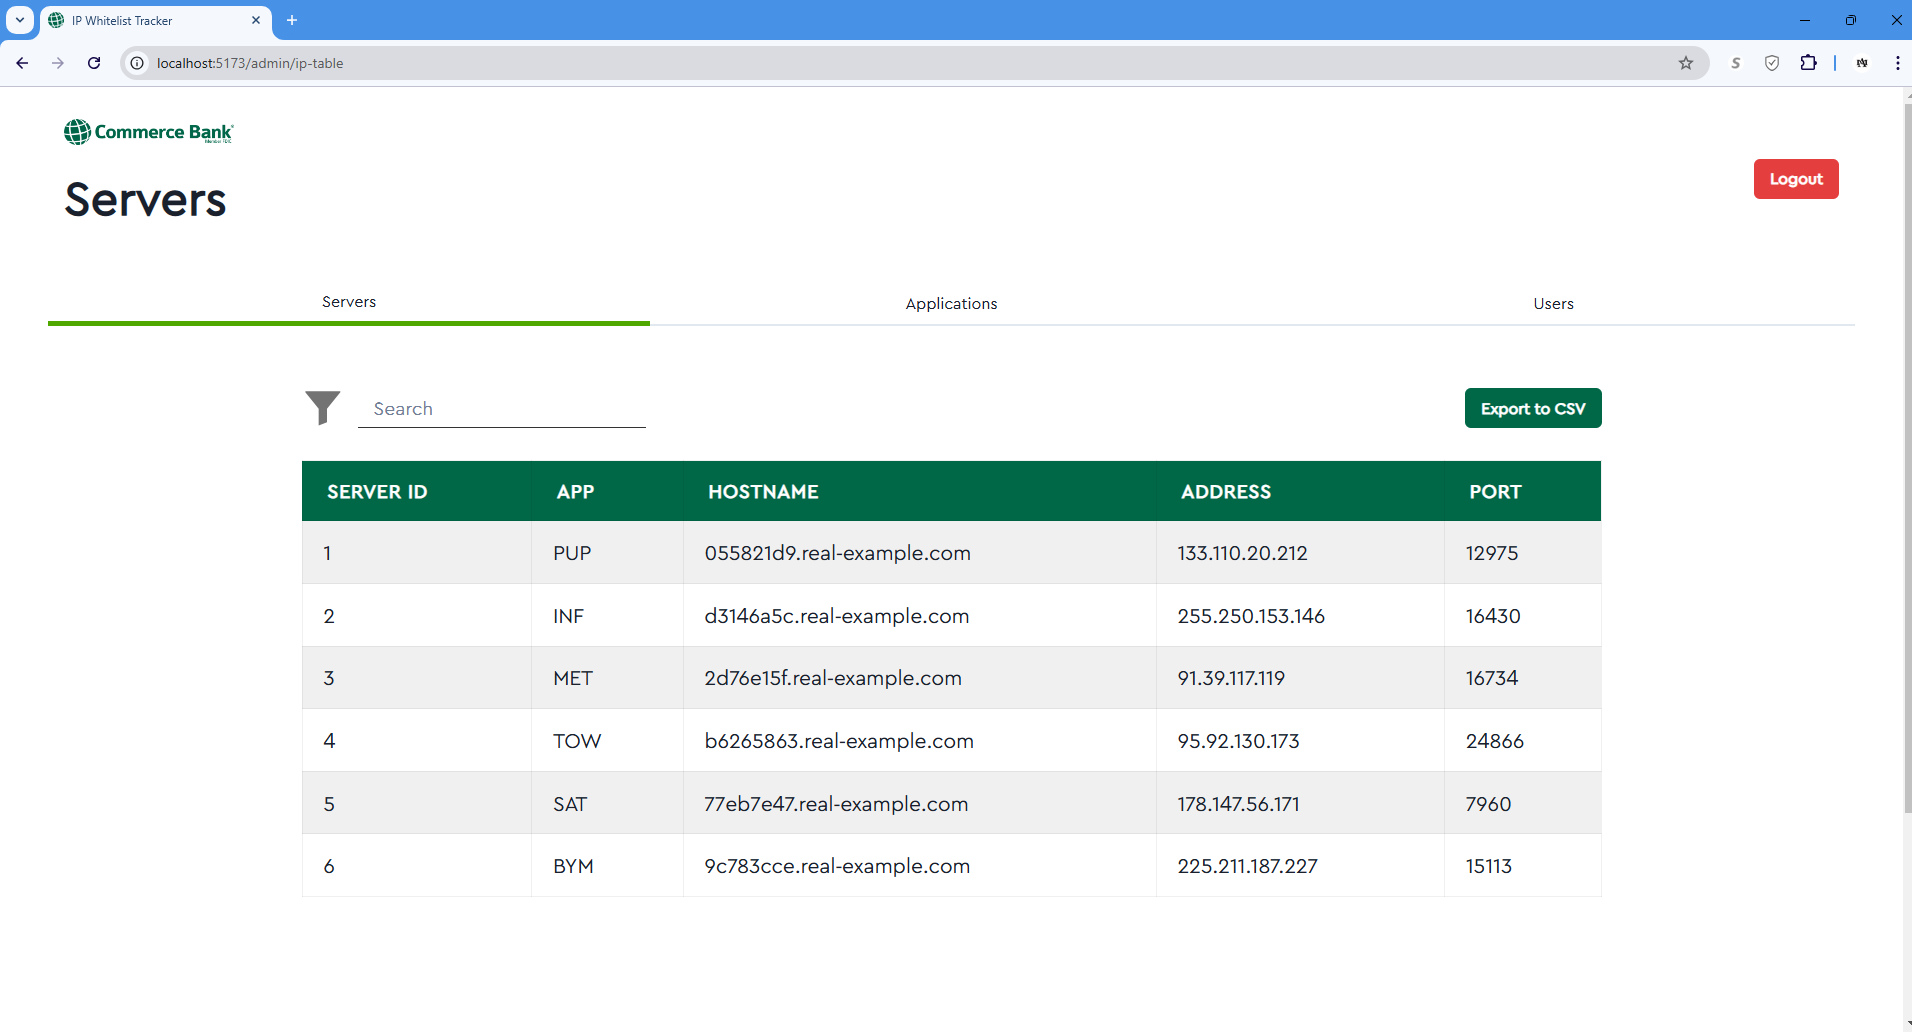 IP Whitelist Tracker
localhost:5173/admin/ip-table
S
Commerce Bank
Member FDIC
Servers
Logout
Servers Applications Users
Search
Export to CSV
SERVER ID APP HOSTNAME ADDRESS PORT
1 PUP 055821d9.real-example.com 133.110.20.212 12975
2 INF d3146a5c.real-example.com 255.250.153.146 16430
3 MET 2d76e15f.real-example.com 91.39.117.119 16734
4 TOW b6265863.real-example.com 95.92.130.173 24866
5 SAT 77eb7e47.real-example.com 178.147.56.171 7960
6 BYM 9c783cce.real-example.com 225.211.187.227 15113